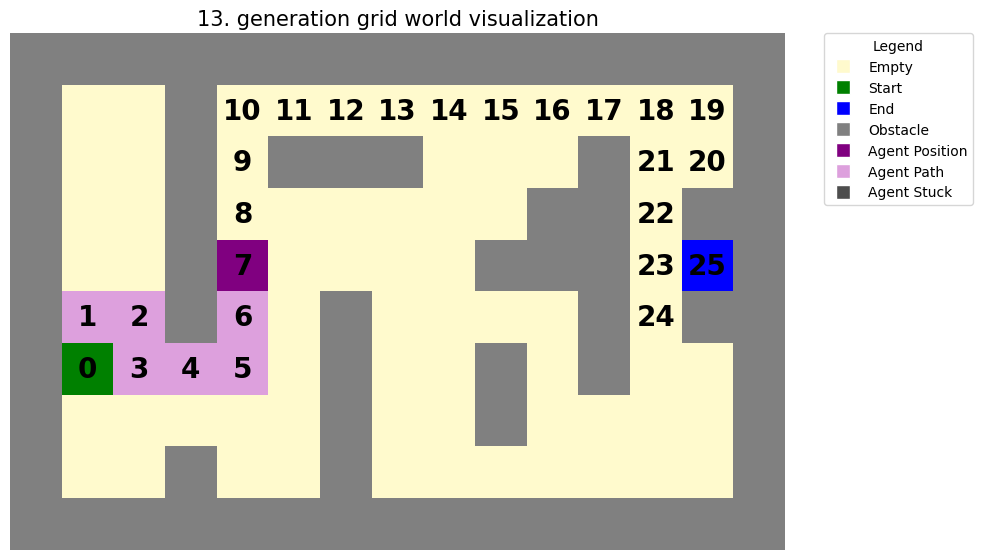 13. generation grid world visualization
Legend
Empty
Start
End
Obstacle
Agent Position
Agent Path
Agent Stuck
10 11 12 13 14 15 16 17 18 19
9 21 20
8 22
7 23 25
1 2 6 24
0 3 4 5